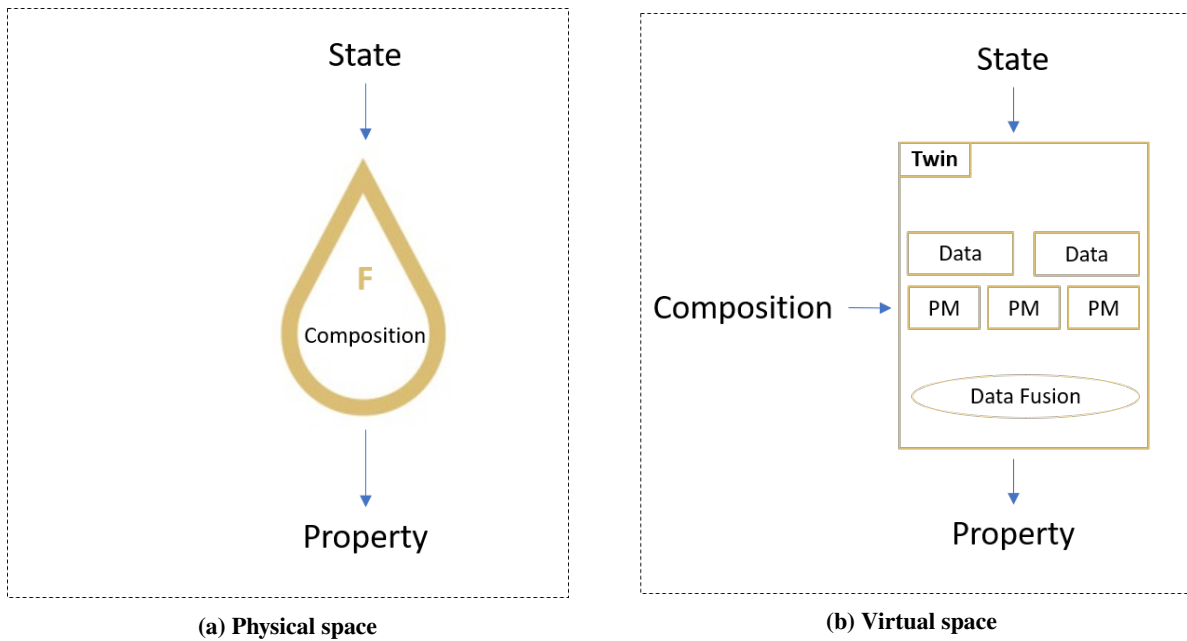 State
F
Composition
Property
(a) Physical space
State
Twin
Data Data
Composition
PM PM PM
Data Fusion
Property
(b) Virtual space